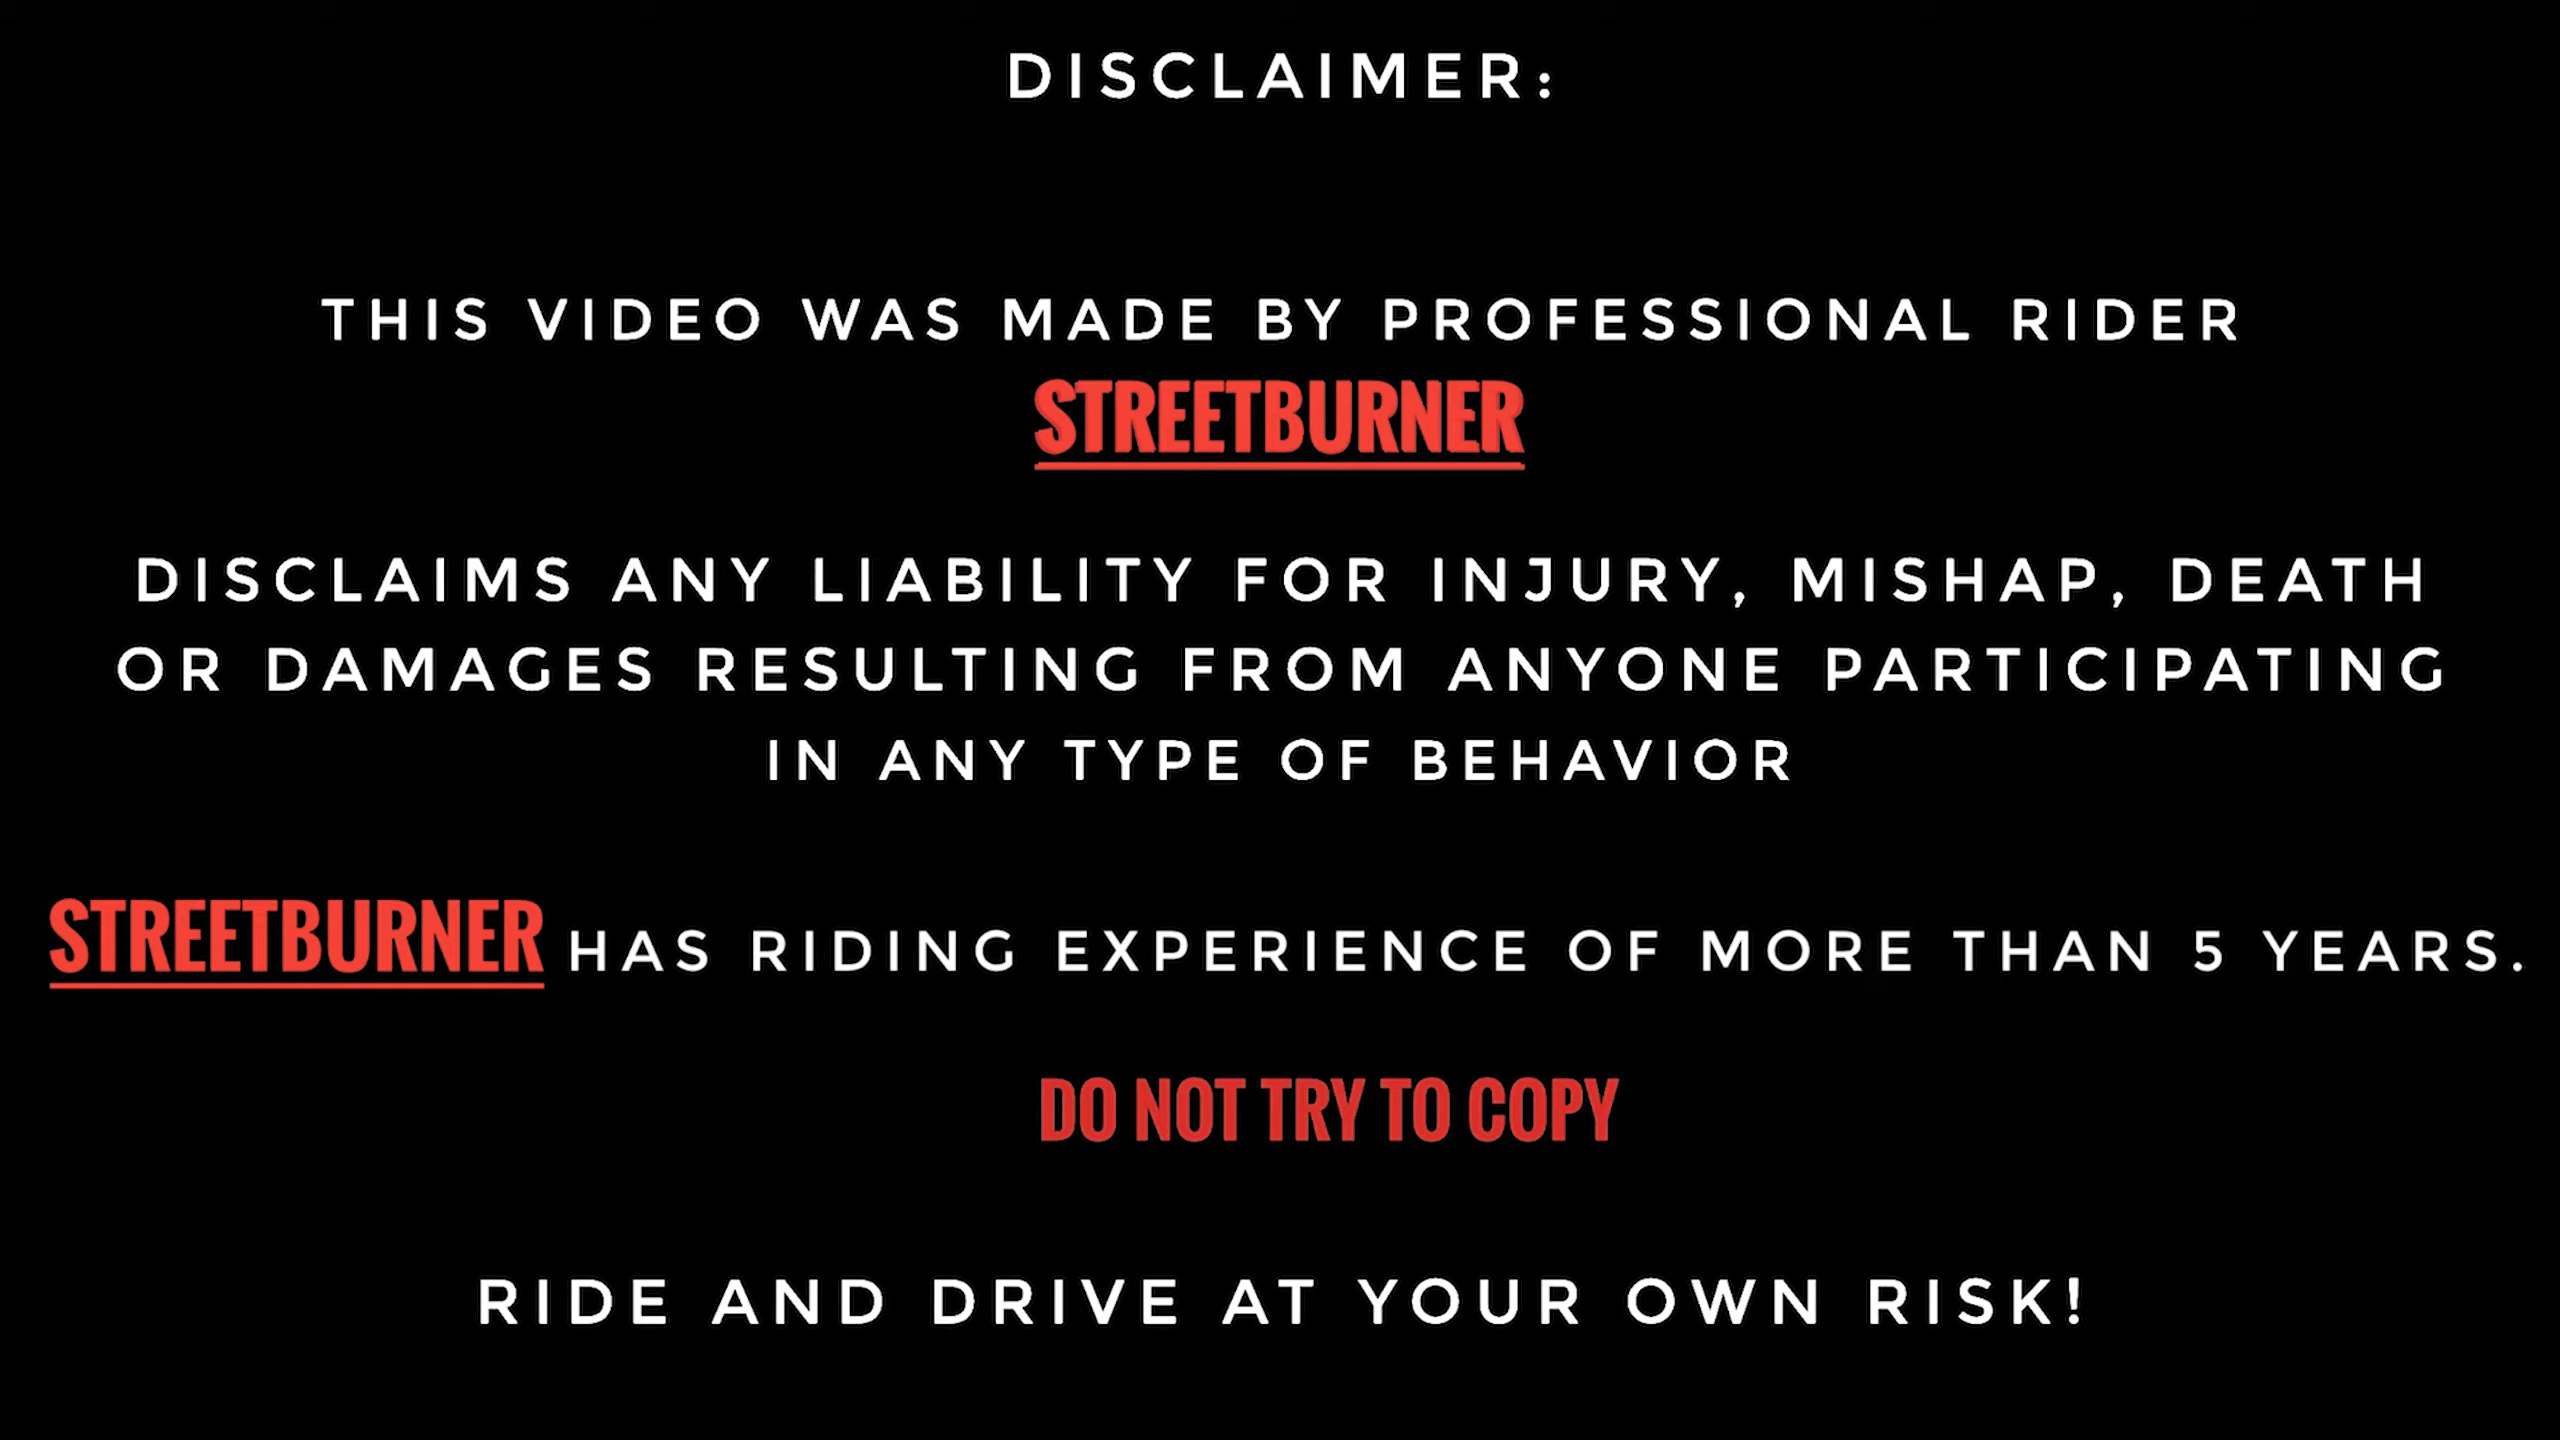 DISCLAIMER:
THIS VIDEO WAS MADE BY PROFESSIONAL RIDER
STREETBURNER
DISCLAIMS ANY LIABILITY FOR INJURY, MISHAP, DEATH
OR DAMAGES RESULTING FROM ANYONE PARTICIPATING
IN ANY TYPE OF BEHAVIOR
STREETBURNER HAS RIDING EXPERIENCE OF MORE THAN 5 YEARS.
DO NOT TRY TO COPY
RIDE AND DRIVE AT YOUR OWN RISK!